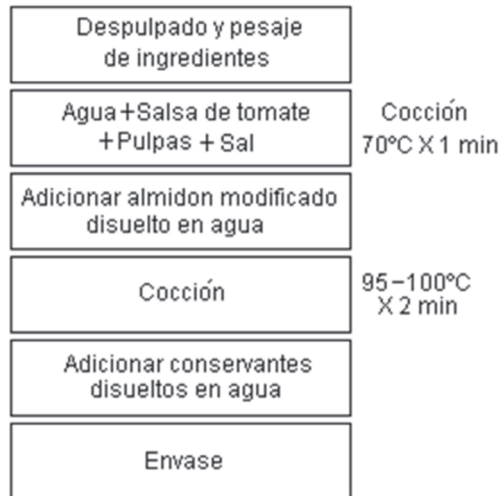 Despulpado y pesaje
de ingredientes
Agua+Salsa de tomate
+Pulpas + Sal
Cocción
70ºC X 1 min
Adicionar almidon modificado
disuelto en agua
Cocción
95-100ºC
X 2 min
Adicionar conservantes
disueltos en agua
Envase